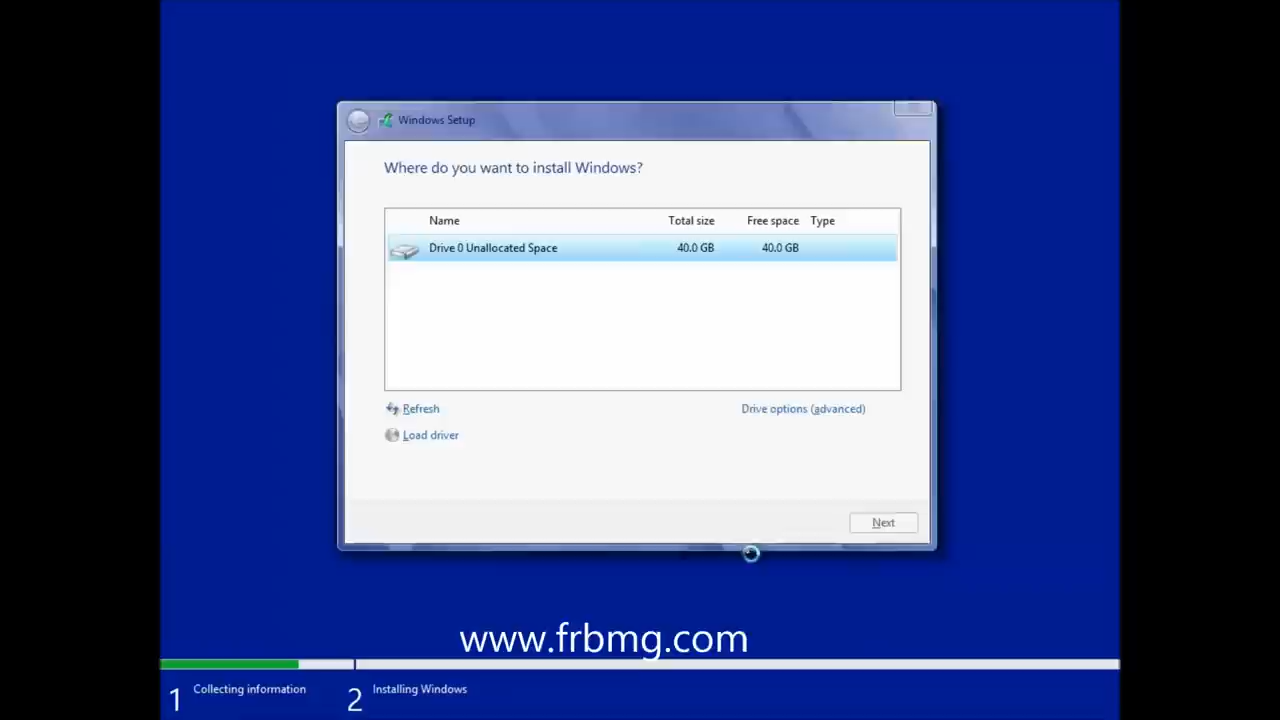 Windows Setup
Where do you want to install Windows?
Name Total size Free space Type
Drive 0 Unallocated Space 40.0 GB 40.0 GB
Refresh Drive options (advanced)
Load driver
Next
www.frbmg.com
1 Collecting information 2 Installing Windows